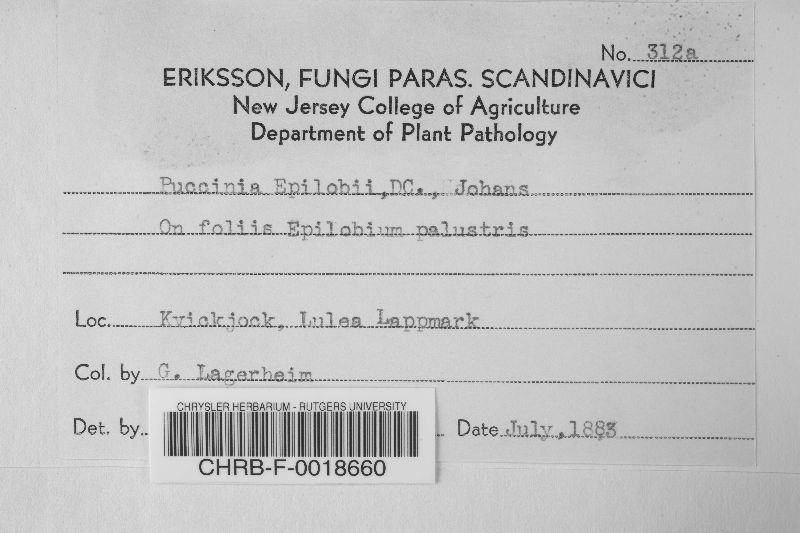 No. 312a
ERIKSSON, FUNGI PARAS. SCANDINAVICI
New Jersey College of Agriculture
Department of Plant Pathology
Puccinia Epilobii, DC., Johans
On foliis Epilobium palustris
Loc. Kvickjock, Lulea Lappmark
Col. by G. Lagerheim
Det. by Date July, 1883
CHRYSLER HERBARIUM - RUTGERS UNIVERSITY
CHRB-F-0018660